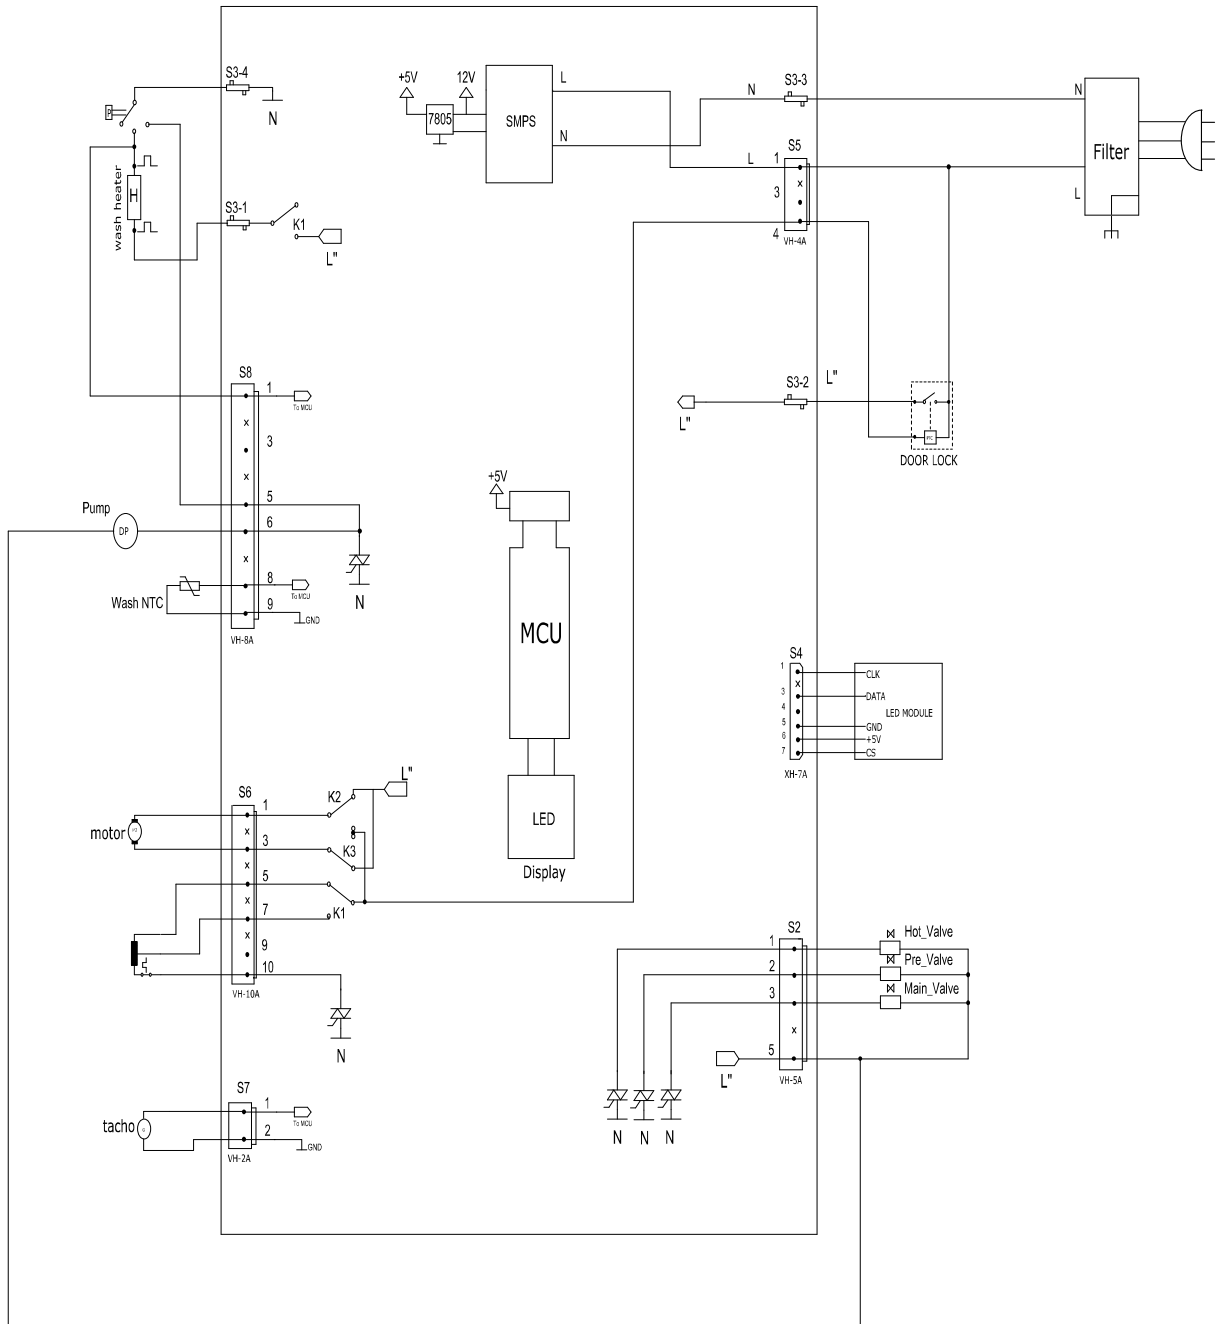 S3-4
N
P
H
wash heater
S3-1
K1
L"
+5V
12V
7805
SMPS
L
N
N
S3-3
L
S5
1
x
3
4
VH-4A
N
Filter
L
S3-2
L"
L"
PTC
DOOR LOCK
S8
1
To MCU
x
3
x
5
Pump
DP
6
x
N
8
To MCU
Wash NTC
9
GND
VH-8A
+5V
MCU
LED
Display
S4
1
CLK
x
3
DATA
4
LED MODULE
5
GND
6
+5V
7
CS
XH-7A
S6
L"
K2
1
motor
x
3
K3
x
5
x
7
K1
x
9
10
VH-10A
N
S2
1
Hot_Valve
2
Pre_Valve
3
Main_Valve
x
5
L"
VH-5A
N N N
S7
1
To MCU
tacho
2
GND
VH-2A